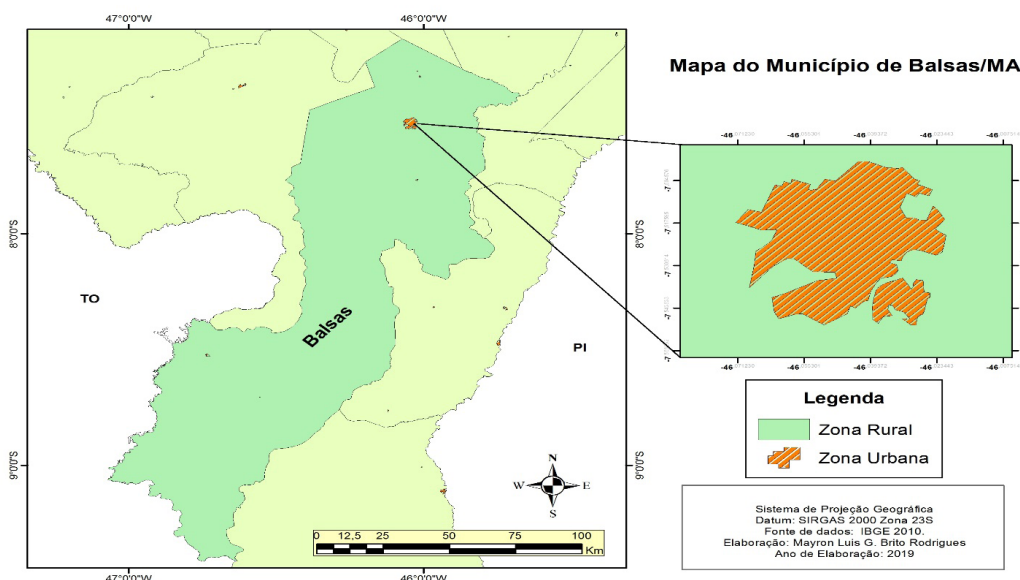 47°0'0"W
46°0'0"W
Mapa do Município de Balsas/MA
8°0'0"S
8°0'0"S
TO
Balsas
PI
9°0'0"S
9°0'0"S
N
W
E
S
0
12,5
25
50
75
100
Km
47°0'0"W
46°0'0"W
Legenda
Zona Rural
Zona Urbana
Sistema de Projeção Geográfica
Datum: SIRGAS 2000 Zona 23S
Fonte de dados: IBGE 2010.
Elaboração: Mayron Luis G. Brito Rodrigues
Ano de Elaboração: 2019